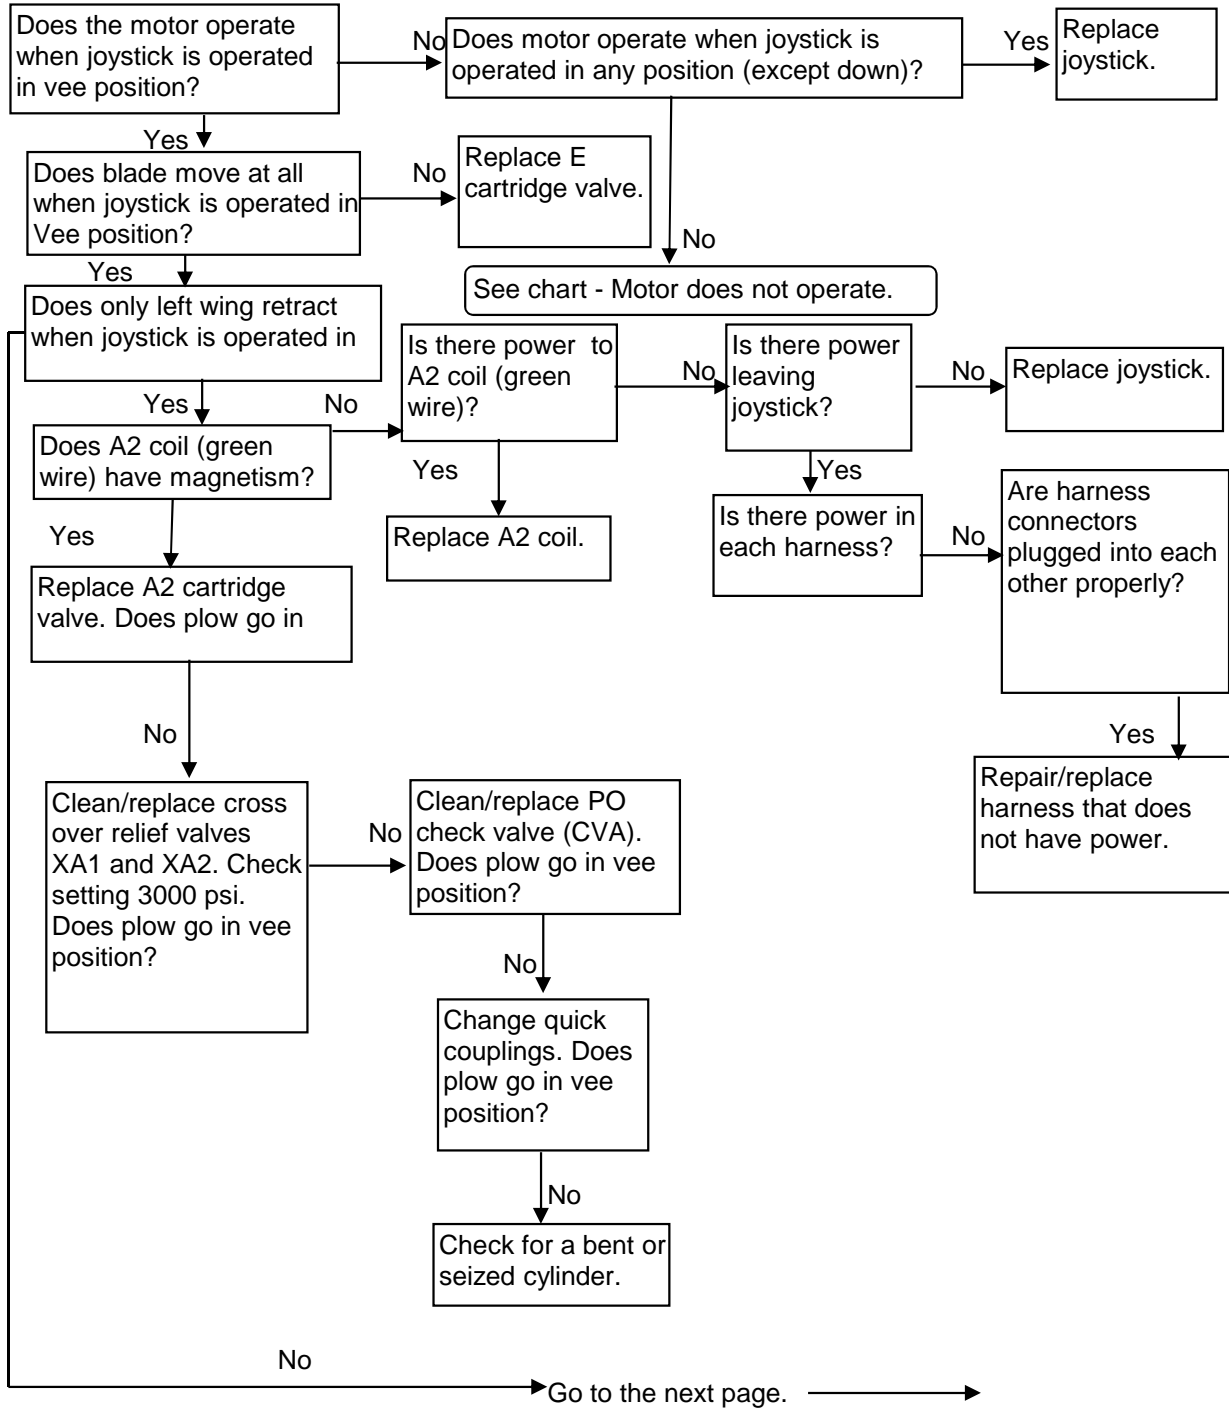 Does the motor operate
when joystick is operated
in vee position?
No
Does motor operate when joystick is
operated in any position (except down)?
Yes
Replace
joystick.
Yes
Does blade move at all
when joystick is operated in
Vee position?
No
Replace E
cartridge valve.
No
See chart - Motor does not operate.
Yes
Does only left wing retract
when joystick is operated in
Is there power to
A2 coil (green
wire)?
No
Is there power
leaving
joystick?
No
Replace joystick.
Yes
No
Does A2 coil (green
wire) have magnetism?
Yes
Replace A2 coil.
Yes
Is there power in
each harness?
No
Are harness
connectors
plugged into each
other properly?
Yes
Replace A2 cartridge
valve. Does plow go in
Yes
Repair/replace
harness that does
not have power.
No
Clean/replace cross
over relief valves
XA1 and XA2. Check
setting 3000 psi.
Does plow go in vee
position?
No
Clean/replace PO
check valve (CVA).
Does plow go in vee
position?
No
Change quick
couplings. Does
plow go in vee
position?
No
Check for a bent or
seized cylinder.
No
Go to the next page.